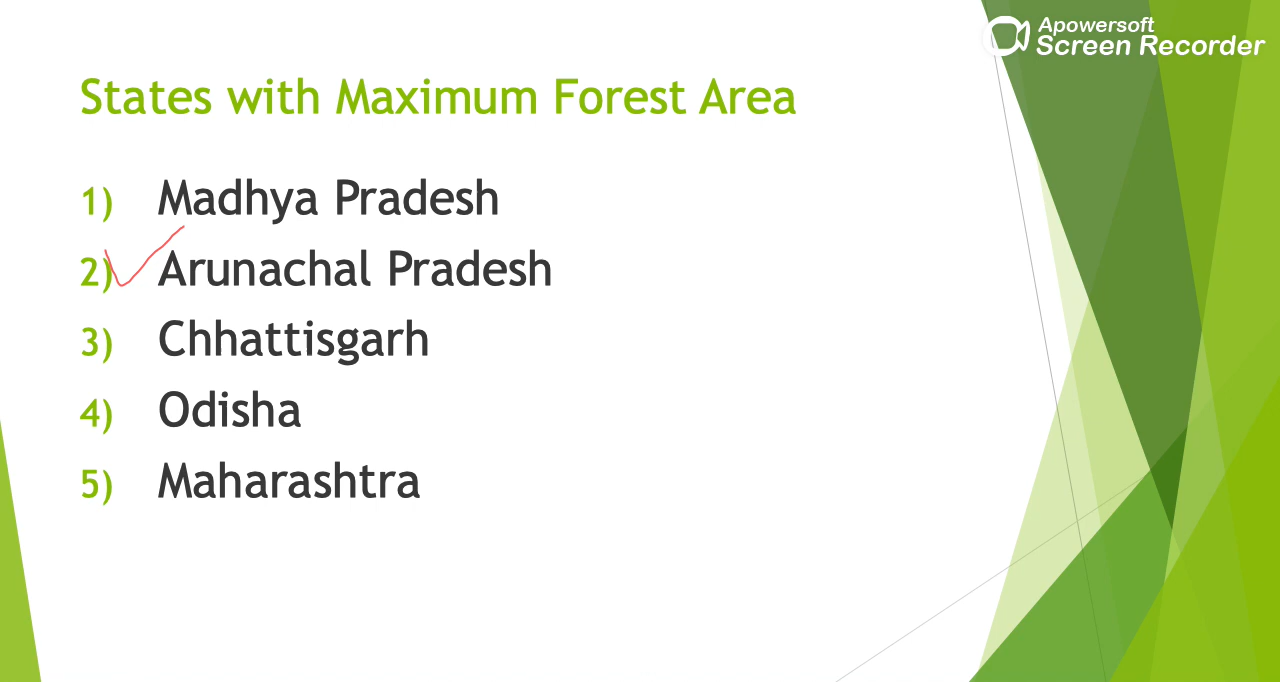 Apowersoft
Screen Recorder
States with Maximum Forest Area
1) Madhya Pradesh
2) Arunachal Pradesh
3) Chhattisgarh
4) Odisha
5) Maharashtra